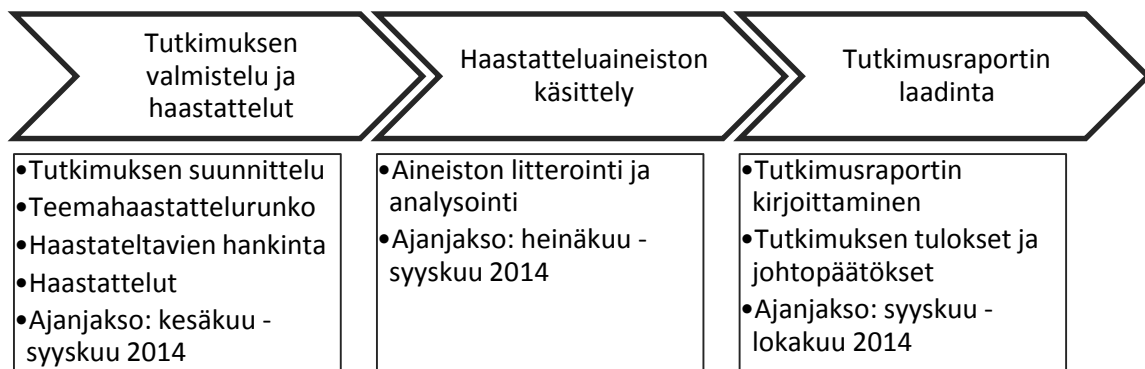 Tutkimuksen
valmistelu ja
haastattelut
•Tutkimuksen suunnittelu
•Teemahaastattelurunko
•Haastateltavien hankinta
•Haastattelut
•Ajanjakso: kesäkuu -
syyskuu 2014
Haastatteluaineiston
käsittely
•Aineiston litterointi ja
analysointi
•Ajanjakso: heinäkuu -
syyskuu 2014
Tutkimusraportin
laadinta
•Tutkimusraportin
kirjoittaminen
•Tutkimuksen tulokset ja
johtopäätökset
•Ajanjakso: syyskuu -
lokakuu 2014